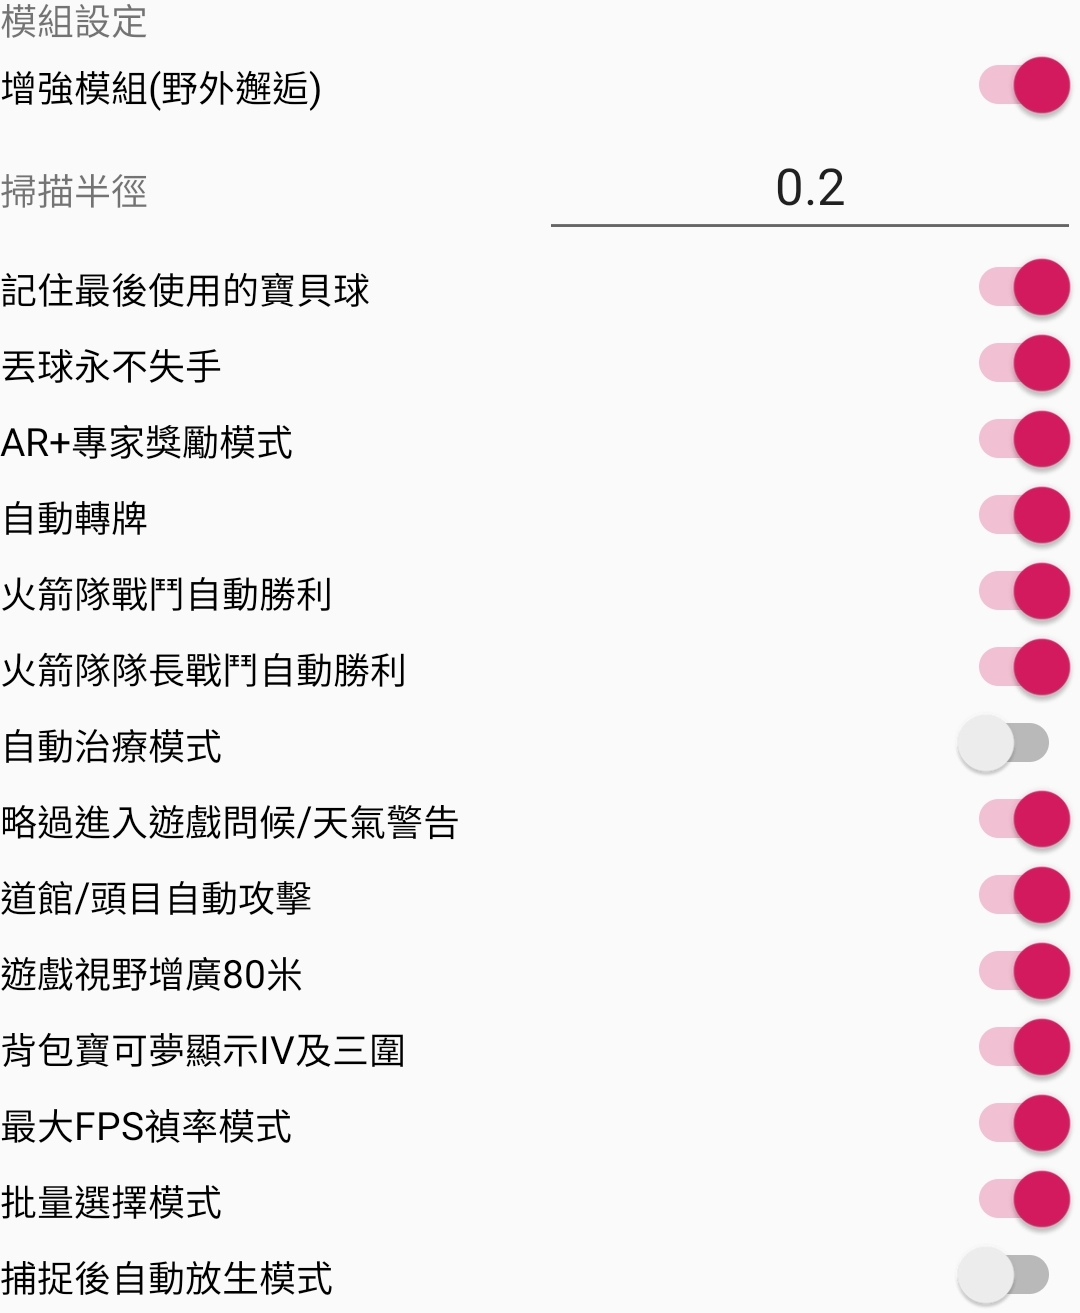 模組設定
增強模組(野外邂逅)
掃描半徑
0.2
記住最後使用的寶貝球
丟球永不失手
AR+專家獎勵模式
自動轉牌
火箭隊戰鬥自動勝利
火箭隊隊長戰鬥自動勝利
自動治療模式
略過進入遊戲問候/天氣警告
道館/頭目自動攻擊
遊戲視野增廣80米
背包寶可夢顯示IV及三圍
最大FPS禎率模式
批量選擇模式
捕捉後自動放生模式